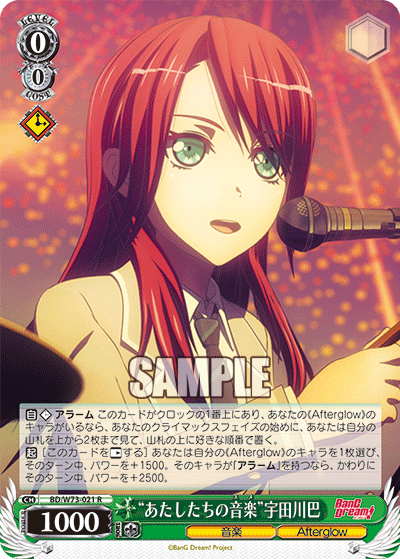 LEVEL
0
0
COST
SAMPLE
【自】 アラーム このカードがクロックの1番上にあり、あなたの《Afterglow》の
キャラがいるなら、あなたのクライマックスフェイズの始めに、あなたは自分の
山札を上から2枚まで見て、山札の上に好きな順番で置く。
【起】［このカードを する］ あなたは自分の《Afterglow》のキャラを1枚選び、
そのターン中、パワーを＋1500。そのキャラが「アラーム」を持つなら、かわりに
そのターン中、パワーを＋2500。
CH BD/W73-021 R
1000
“あたしたちの音楽”宇田川巴
BanG Dream!
音楽 Afterglow
©BanG Dream! Project